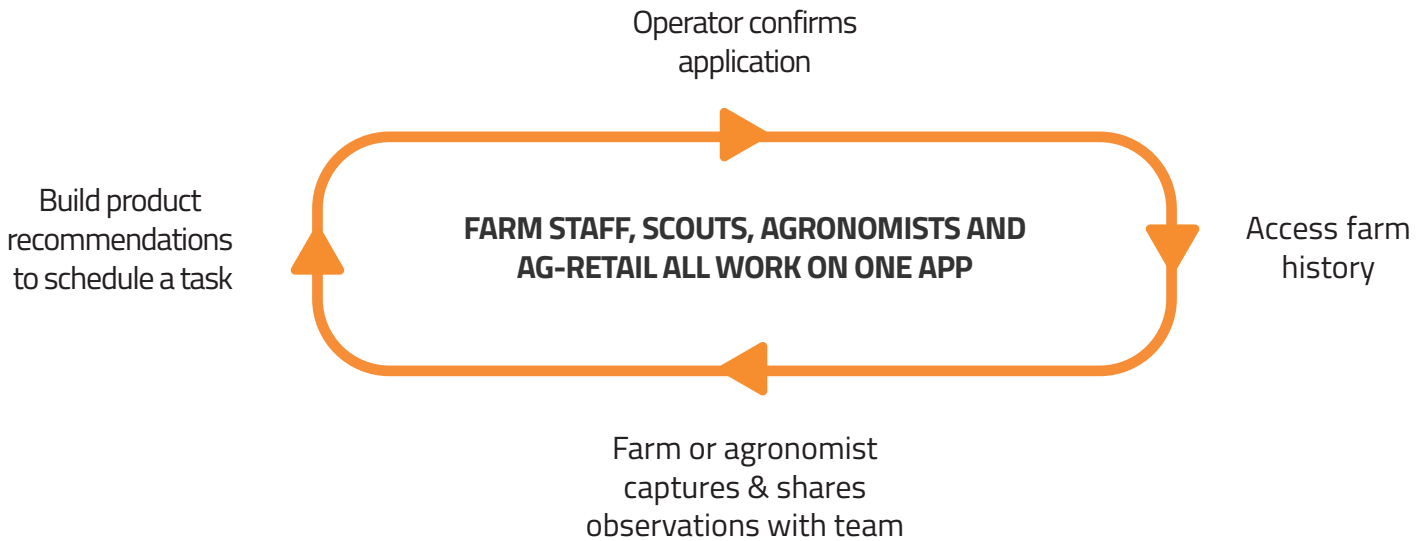 Operator confirms
application
Build product
recommendations
to schedule a task
FARM STAFF, SCOUTS, AGRONOMISTS AND
AG-RETAIL ALL WORK ON ONE APP
Access farm
history
Farm or agronomist
captures & shares
observations with team